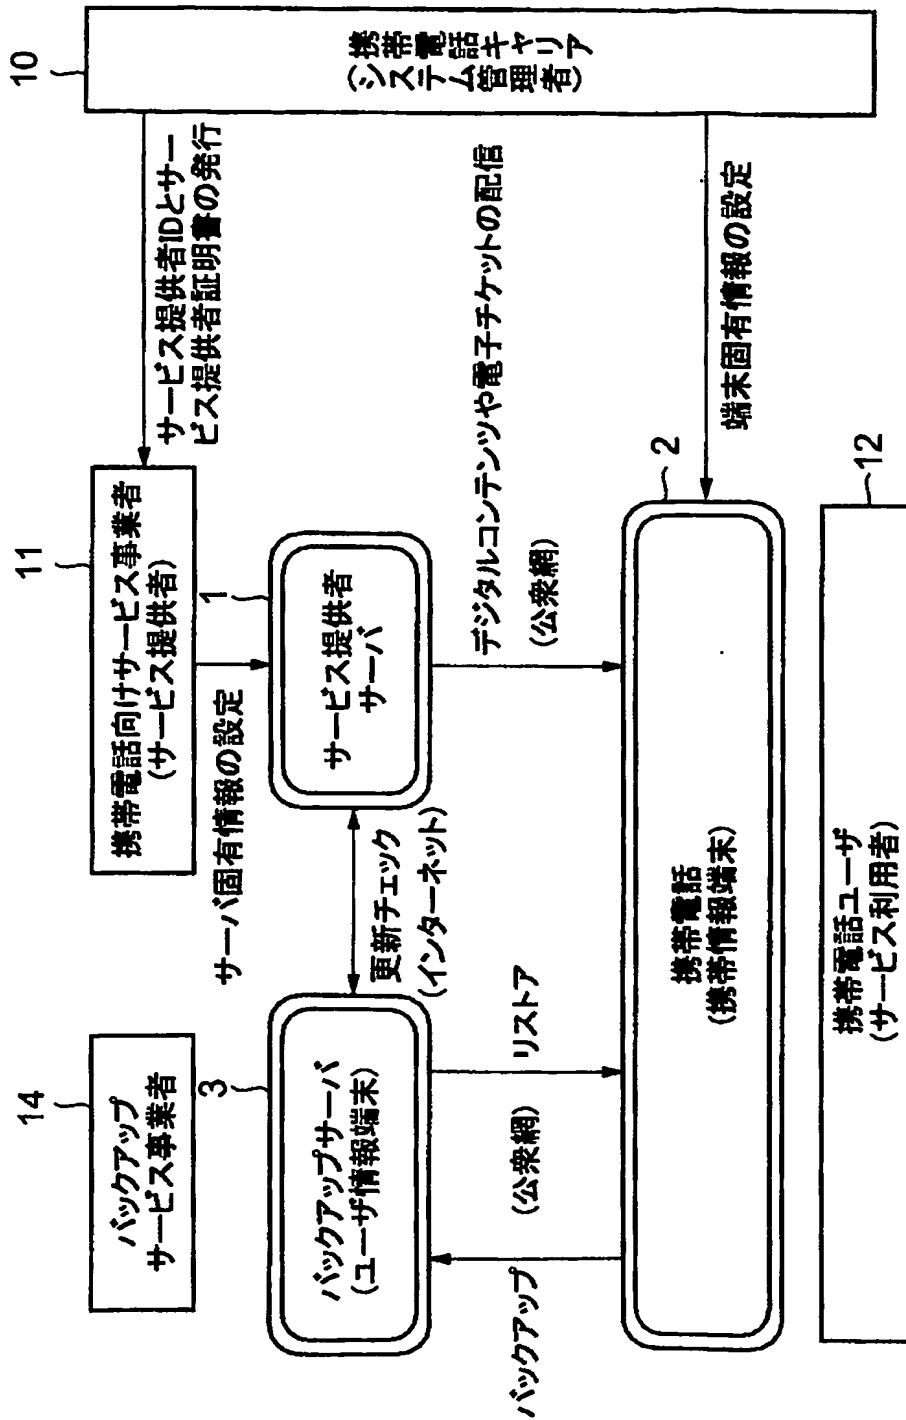 14
バックアップ
サービス事業者
11
携帯電話向けサービス事業者
(サービス提供者)
10
携帯電話キャリア
(システム管理者)
サービス提供者IDとサー
ビス提供者証明書の発行
サーバ固有情報の設定
3
バックアップサーバ
(ユーザ情報端末)
更新チェック
(インターネット)
1
サービス提供者
サーバ
バックアップ
(公衆網)
リストア
デジタルコンテンツや電子チケットの配信
(公衆網)
2
携帯電話
(携帯情報端末)
端末固有情報の設定
12
携帯電話ユーザ
(サービス利用者)